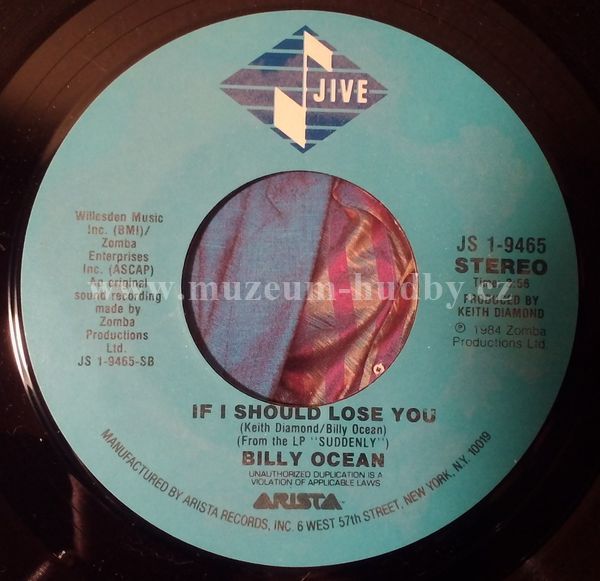 JIVE
Willesden Music
Inc. (BMI)/
Zomba
Enterprises
Inc. (ASCAP)
original
sound recording
made by
Zomba
Productions
Ltd.
JS 1-9465-SB
JS 1-9465
STEREO
PRODUCED BY
KEITH DIAMOND
℗ 1984 Zomba
Productions Ltd.
www.muzeum-hudby.cz
IF I SHOULD LOSE YOU
(Keith Diamond/Billy Ocean)
(From the LP "SUDDENLY")
BILLY OCEAN
UNAUTHORIZED DUPLICATION IS A
VIOLATION OF APPLICABLE LAWS
ARISTA™
MANUFACTURED BY ARISTA RECORDS, INC. 6 WEST 57th STREET, NEW YORK, N.Y. 10019